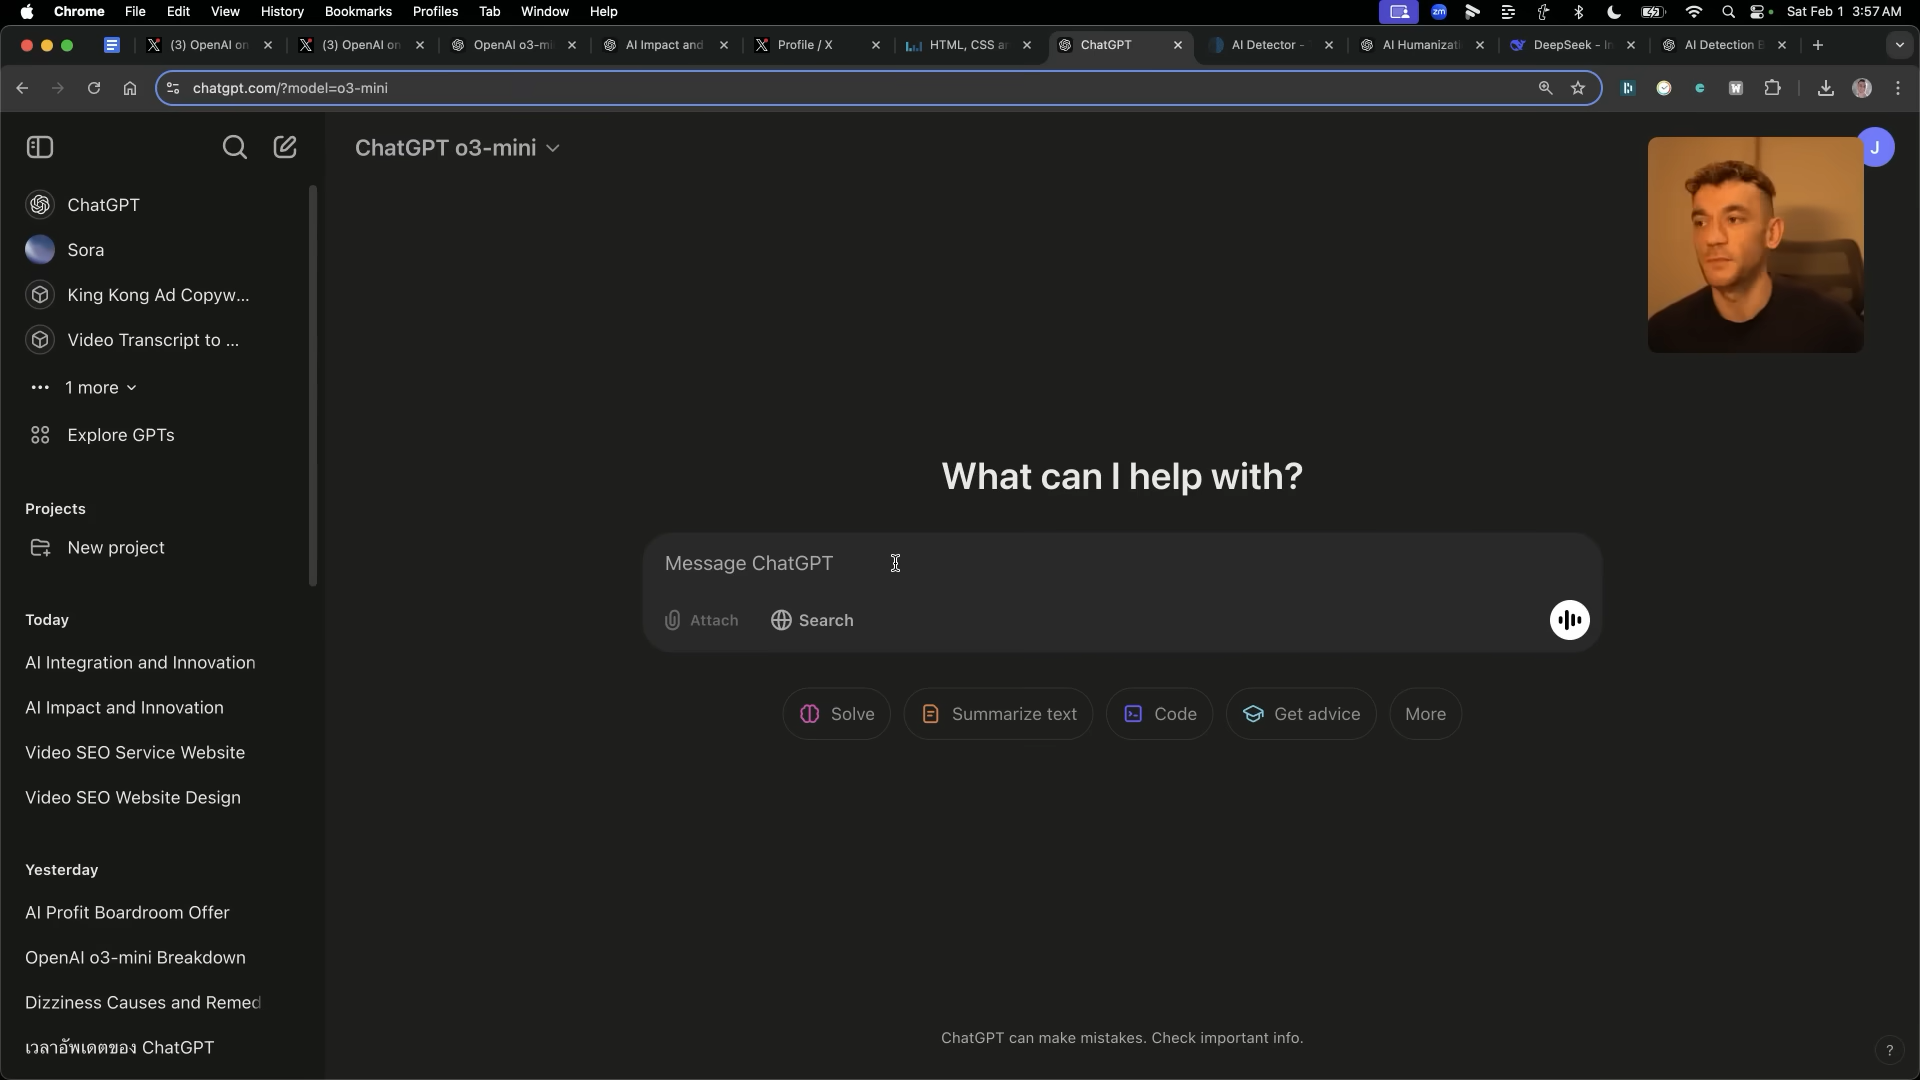 Chrome File Edit View History Bookmarks Profiles Tab Window Help zm Sat Feb 1 3:57 AM
(3) OpenAI on (3) OpenAI on OpenAI o3-mi AI Impact and Profile / X HTML, CSS a ChatGPT AI Detector - AI Humanizati DeepSeek - In AI Detection B
chatgpt.com/?model=o3-mini
ChatGPT o3-mini
J
ChatGPT
Sora
King Kong Ad Copyw...
Video Transcript to ...
1 more
Explore GPTs
Projects
New project
Today
AI Integration and Innovation
AI Impact and Innovation
Video SEO Service Website
Video SEO Website Design
Yesterday
AI Profit Boardroom Offer
OpenAI o3-mini Breakdown
Dizziness Causes and Remed
เวลาอัพเดตของ ChatGPT
What can I help with?
Message ChatGPT
Attach Search
Solve Summarize text Code Get advice More
ChatGPT can make mistakes. Check important info.
?